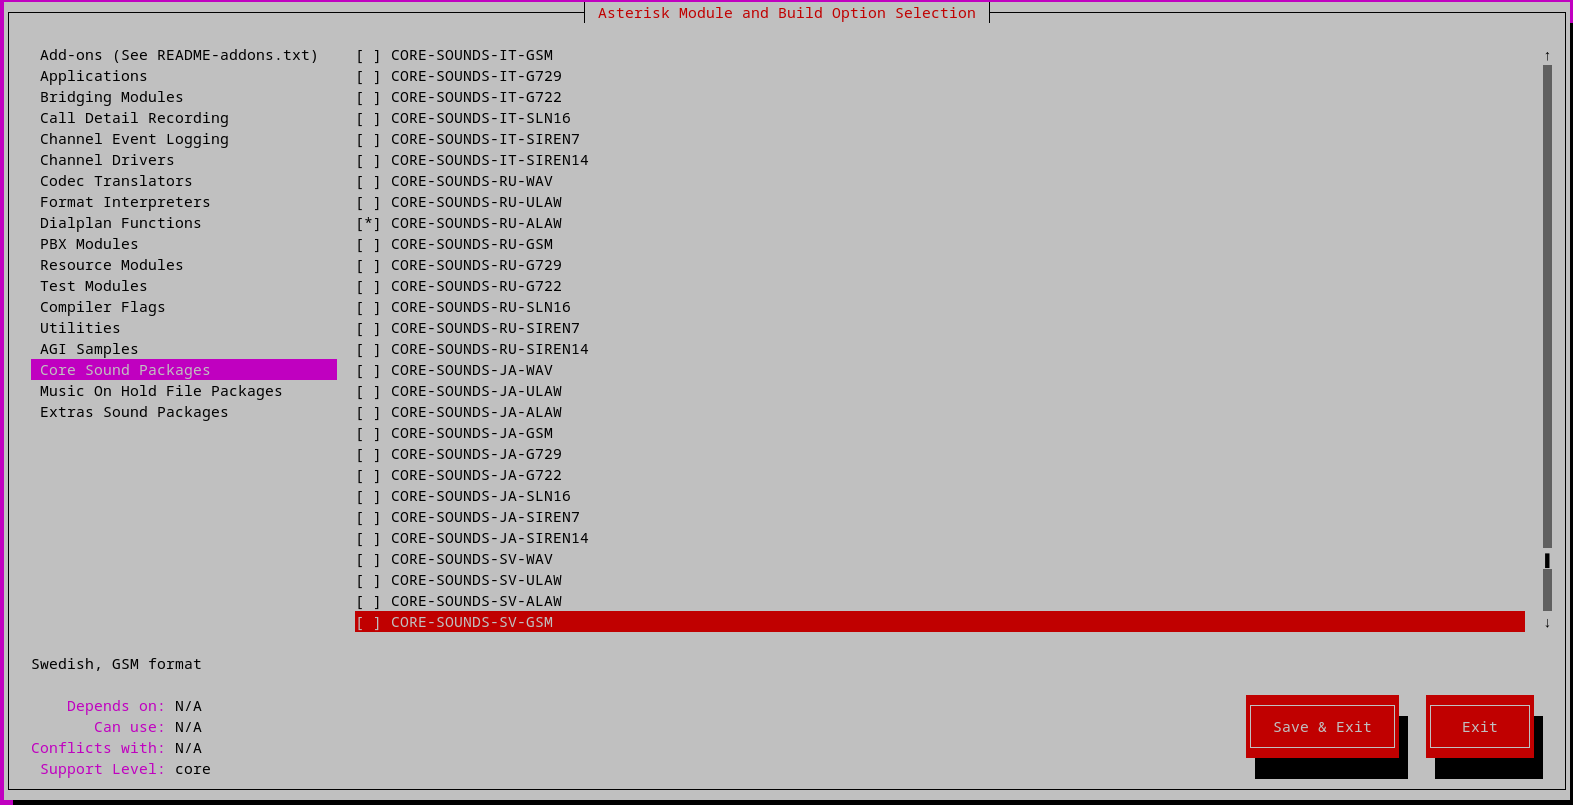 Asterisk Module and Build Option Selection
Add-ons (See README-addons.txt) [ ] CORE-SOUNDS-IT-GSM ↑
Applications [ ] CORE-SOUNDS-IT-G729
Bridging Modules [ ] CORE-SOUNDS-IT-G722
Call Detail Recording [ ] CORE-SOUNDS-IT-SLN16
Channel Event Logging [ ] CORE-SOUNDS-IT-SIREN7
Channel Drivers [ ] CORE-SOUNDS-IT-SIREN14
Codec Translators [ ] CORE-SOUNDS-RU-WAV
Format Interpreters [ ] CORE-SOUNDS-RU-ULAW
Dialplan Functions [*] CORE-SOUNDS-RU-ALAW
PBX Modules [ ] CORE-SOUNDS-RU-GSM
Resource Modules [ ] CORE-SOUNDS-RU-G729
Test Modules [ ] CORE-SOUNDS-RU-G722
Compiler Flags [ ] CORE-SOUNDS-RU-SLN16
Utilities [ ] CORE-SOUNDS-RU-SIREN7
AGI Samples [ ] CORE-SOUNDS-RU-SIREN14
Core Sound Packages [ ] CORE-SOUNDS-JA-WAV
Music On Hold File Packages [ ] CORE-SOUNDS-JA-ULAW
Extras Sound Packages [ ] CORE-SOUNDS-JA-ALAW
[ ] CORE-SOUNDS-JA-GSM
[ ] CORE-SOUNDS-JA-G729
[ ] CORE-SOUNDS-JA-G722
[ ] CORE-SOUNDS-JA-SLN16
[ ] CORE-SOUNDS-JA-SIREN7
[ ] CORE-SOUNDS-JA-SIREN14
[ ] CORE-SOUNDS-SV-WAV
[ ] CORE-SOUNDS-SV-ULAW
[ ] CORE-SOUNDS-SV-ALAW
[ ] CORE-SOUNDS-SV-GSM ↓
Swedish, GSM format
Depends on: N/A
Can use: N/A
Conflicts with: N/A
Support Level: core
Save & Exit
Exit